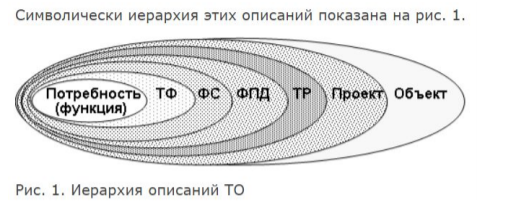 Символически иерархия этих описаний показана на рис. 1.
Потребность (функция) ТФ ФС ФПД ТР Проект Объект
Рис. 1. Иерархия описаний ТО